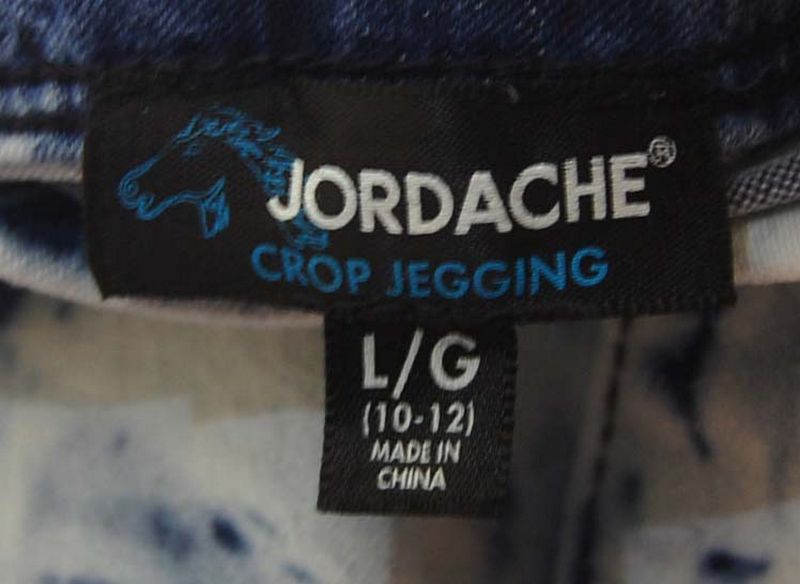 JORDACHE®
CROP JEGGING
L/G
(10-12)
MADE IN
CHINA